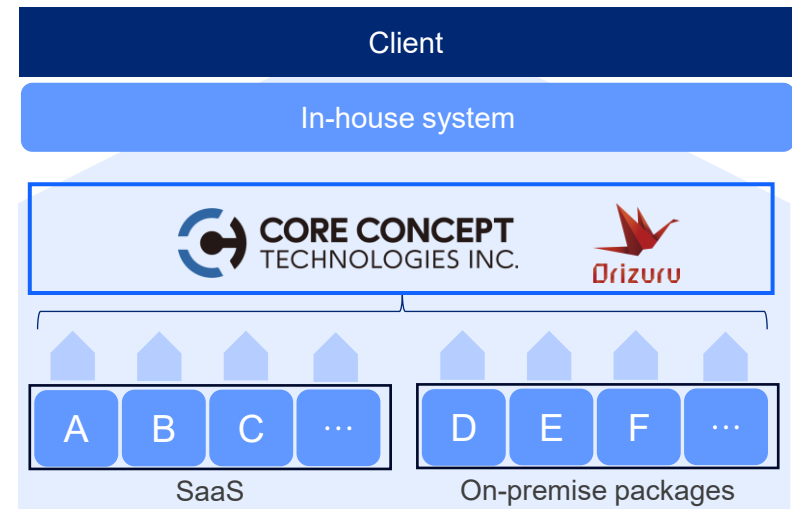 Client
In-house system
CORE CONCEPT
TECHNOLOGIES INC.
Orizuru
A B C ...
D E F ...
SaaS
On-premise packages